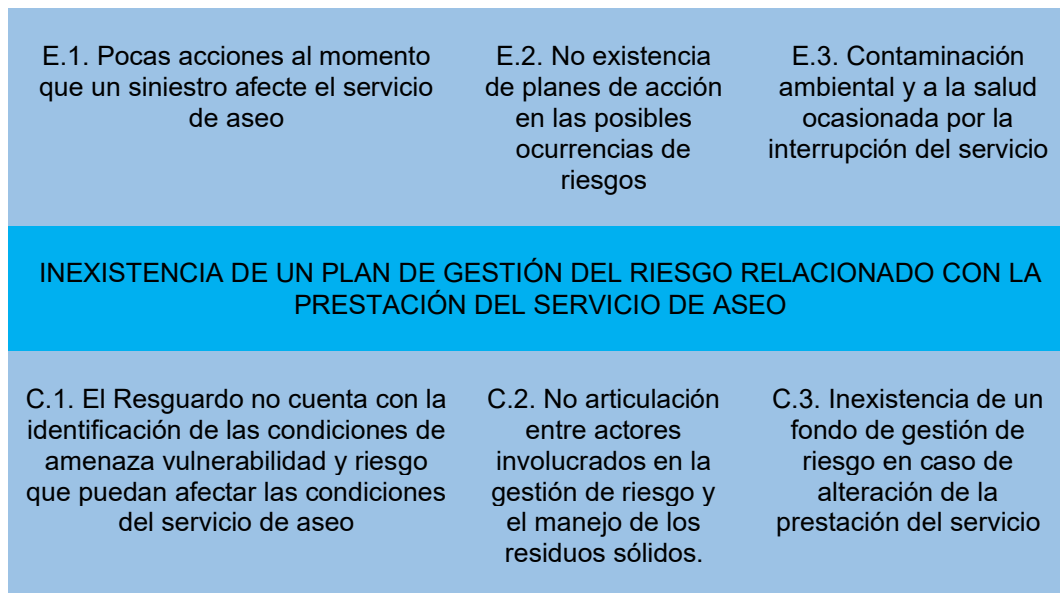 E.1. Pocas acciones al momento
que un siniestro afecte el servicio
de aseo
E.2. No existencia
de planes de acción
en las posibles
ocurrencias de
riesgos
E.3. Contaminación
ambiental y a la salud
ocasionada por la
interrupción del servicio
INEXISTENCIA DE UN PLAN DE GESTIÓN DEL RIESGO RELACIONADO CON LA
PRESTACIÓN DEL SERVICIO DE ASEO
C.1. El Resguardo no cuenta con la
identificación de las condiciones de
amenaza vulnerabilidad y riesgo
que puedan afectar las condiciones
del servicio de aseo
C.2. No articulación
entre actores
involucrados en la
gestión de riesgo y
el manejo de los
residuos sólidos.
C.3. Inexistencia de un
fondo de gestión de
riesgo en caso de
alteración de la
prestación del servicio